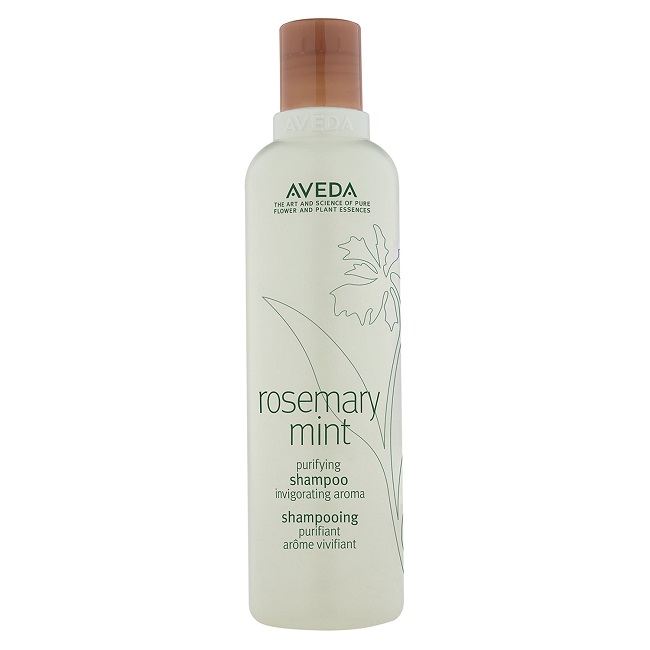 AVEDA
AVEDA
THE ART AND SCIENCE OF PURE
FLOWER AND PLANT ESSENCES
rosemary
mint
purifying
shampoo
invigorating aroma
shampooing
purifiant
arôme vivifiant